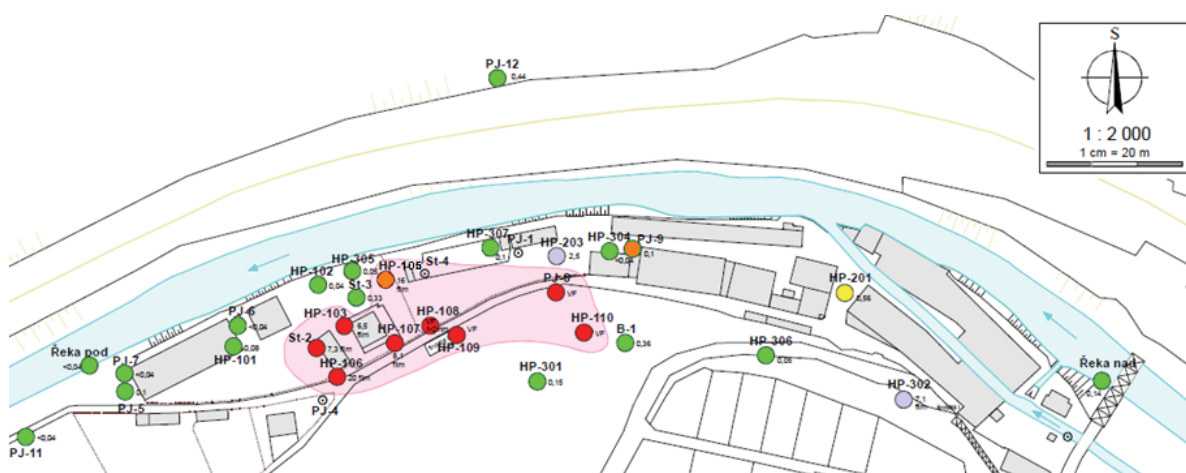 S
1 : 2 000
1 cm = 20 m
PJ-12
0,44
HP-307
0,1
PJ-1
HP-203
2,5
HP-304
<0,04
PJ-9
0,1
HP-305
0,05
HP-102
0,04
St-4
St-3
0,33
HP-201
0,56
PJ-6
<0,04
HP-101
0,08
HP-103
6,5
film
HP-108
HP-107
8,1
film
HP-109
VF
VF
HP-110
VF
B-1
0,36
St-2
7,3 film
HP-106
20 film
PJ-4
HP-301
0,15
HP-306
0,05
HP-302
7,1
film
Řeka nad
0,14
Řeka pod
<0,04
PJ-7
<0,04
0,1
PJ-5
<0,04
PJ-11